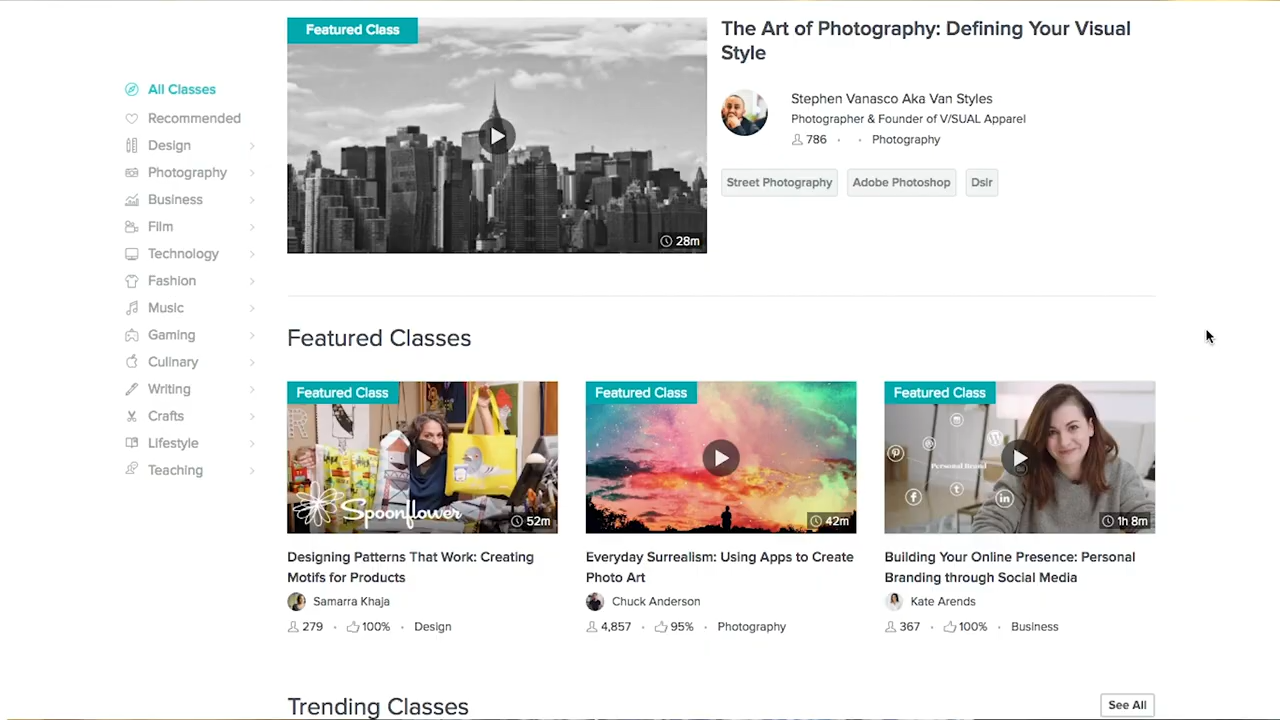 Featured Class
28m
The Art of Photography: Defining Your Visual
Style
Stephen Vanasco Aka Van Styles
Photographer & Founder of V/SUAL Apparel
786 · · Photography
Street Photography
Adobe Photoshop
Dslr
All Classes
Recommended
Design
Photography
Business
Film
Technology
Fashion
Music
Gaming
Culinary
Writing
Crafts
Lifestyle
Teaching
Featured Classes
Featured Class
Spoonflower
52m
Designing Patterns That Work: Creating
Motifs for Products
Samarra Khaja
279 · 100% · Design
Featured Class
42m
Everyday Surrealism: Using Apps to Create
Photo Art
Chuck Anderson
4,857 · 95% · Photography
Featured Class
Personal Brand
1h 8m
Building Your Online Presence: Personal
Branding through Social Media
Kate Arends
367 · 100% · Business
Trending Classes
See All